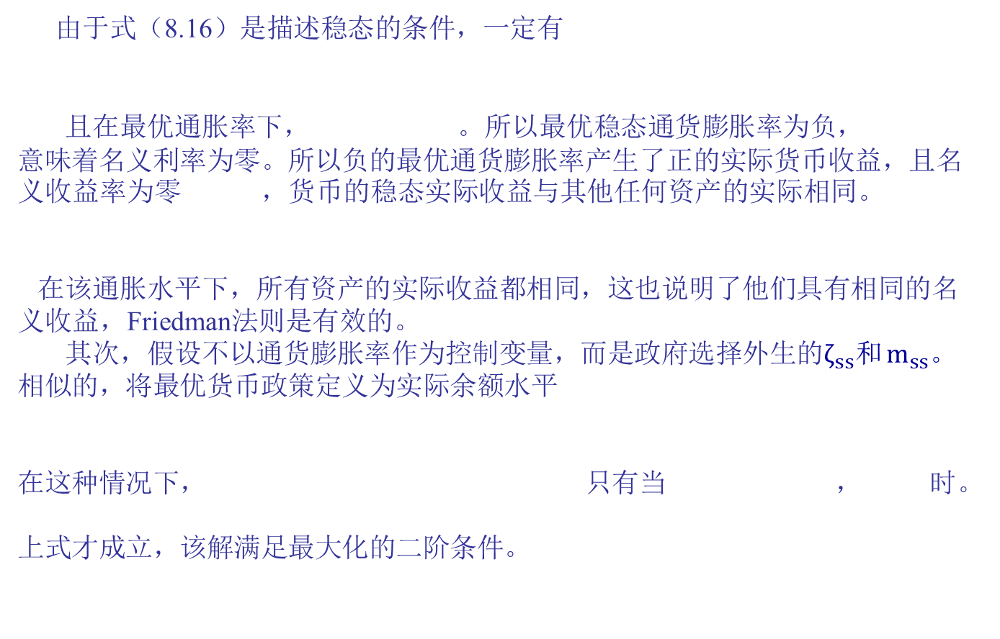 由于式（8.16）是描述稳态的条件，一定有
且在最优通胀率下， 。所以最优稳态通货膨胀率为负，
意味着名义利率为零。所以负的最优通货膨胀率产生了正的实际货币收益，且名
义收益率为零 ，货币的稳态实际收益与其他任何资产的实际相同。
在该通胀水平下，所有资产的实际收益都相同，这也说明了他们具有相同的名
义收益，Friedman法则是有效的。
其次，假设不以通货膨胀率作为控制变量，而是政府选择外生的ζss和 mss。
相似的，将最优货币政策定义为实际余额水平
在这种情况下， 只有当 ， 时。
上式才成立，该解满足最大化的二阶条件。